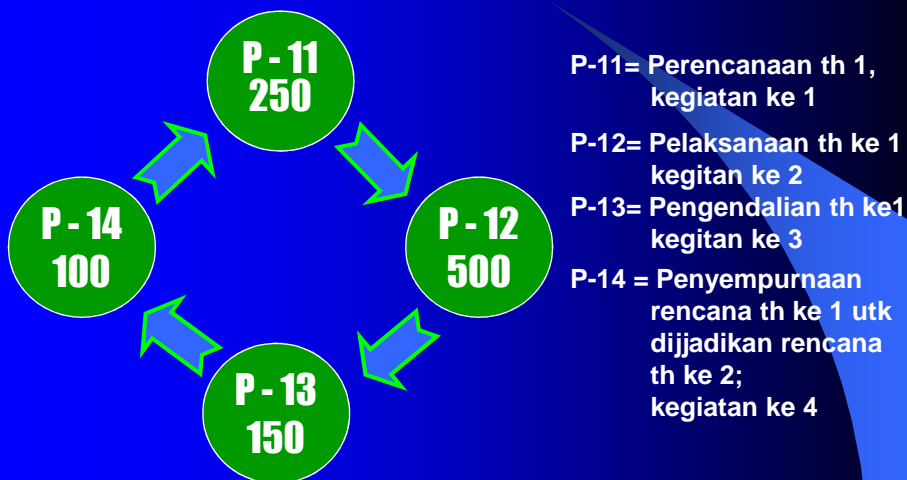 P - 11
250
P - 12
500
P - 13
150
P - 14
100
P-11= Perencanaan th 1,
kegiatan ke 1
P-12= Pelaksanaan th ke 1
kegitan ke 2
P-13= Pengendalian th ke1
kegitan ke 3
P-14 = Penyempurnaan
rencana th ke 1 utk
dijjadikan rencana
th ke 2;
kegiatan ke 4